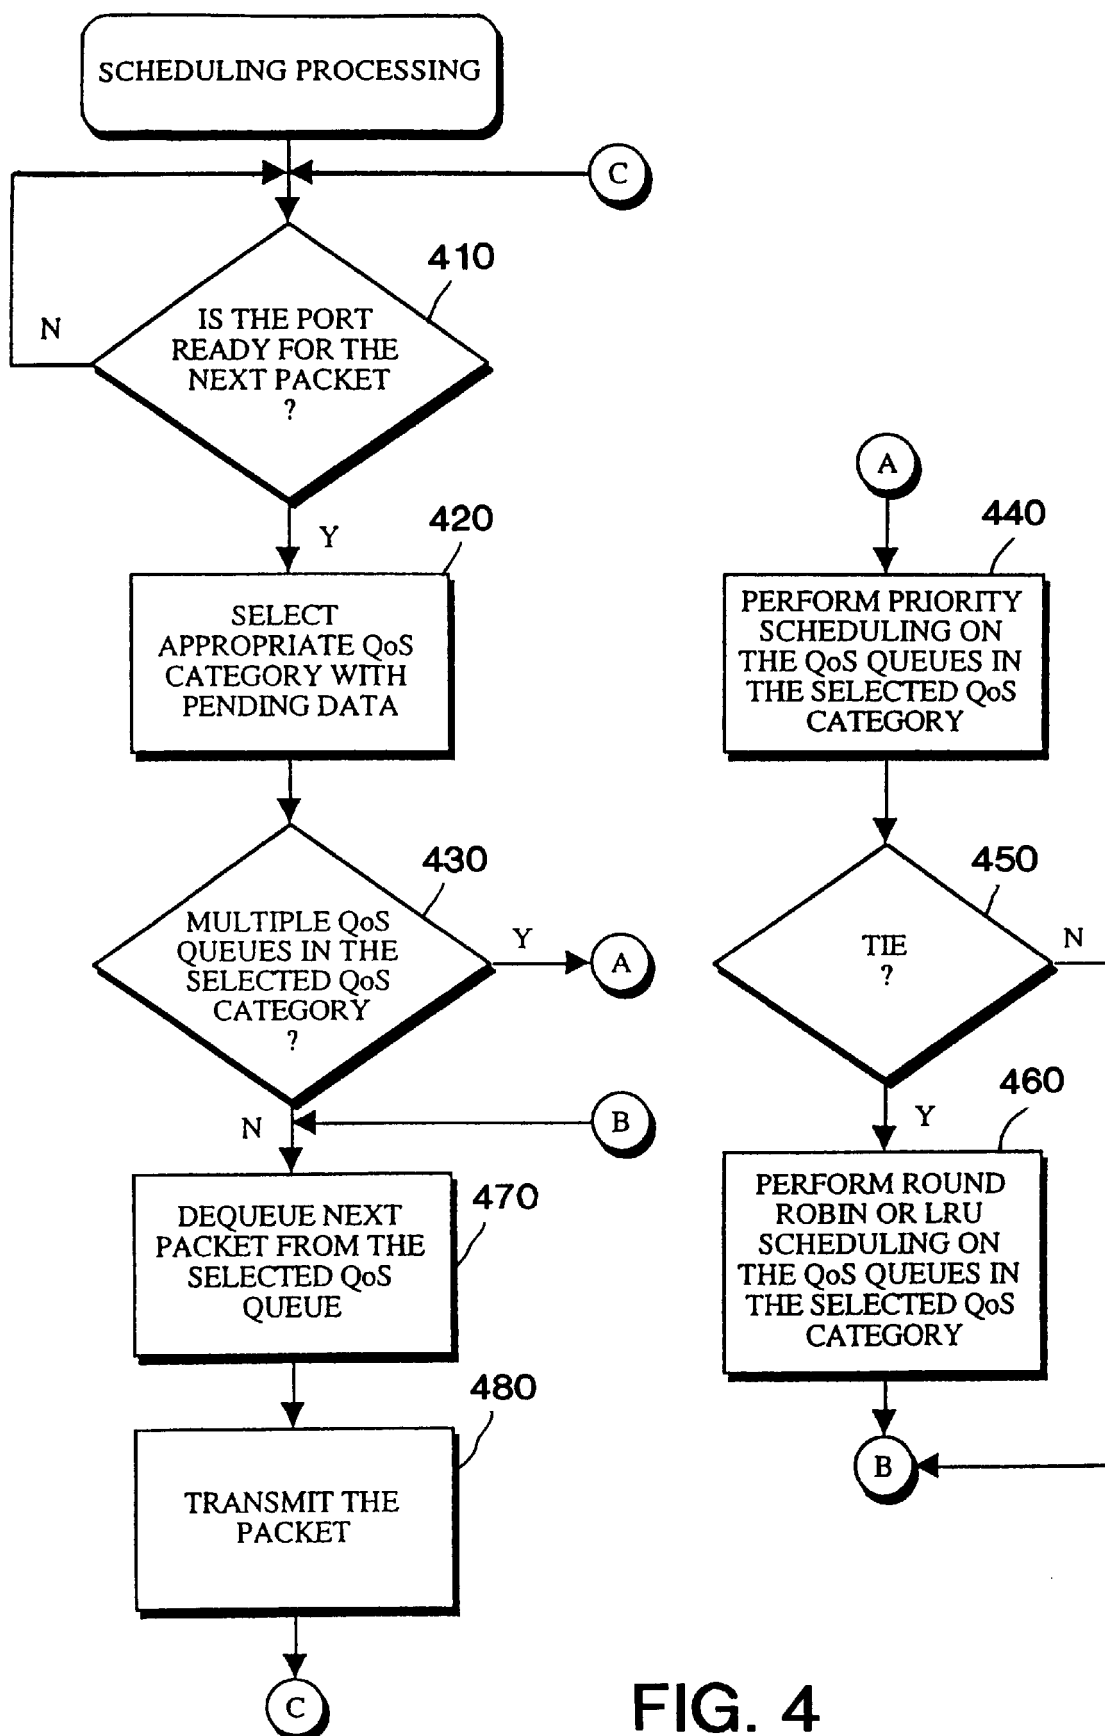 SCHEDULING PROCESSING
C
410
N
IS THE PORT
READY FOR THE
NEXT PACKET
?
Y
420
SELECT
APPROPRIATE QoS
CATEGORY WITH
PENDING DATA
430
MULTIPLE QoS
QUEUES IN THE
SELECTED QoS
CATEGORY
?
Y
A
N
B
470
DEQUEUE NEXT
PACKET FROM THE
SELECTED QoS
QUEUE
480
TRANSMIT THE
PACKET
C
A
440
PERFORM PRIORITY
SCHEDULING ON
THE QoS QUEUES IN
THE SELECTED QoS
CATEGORY
450
TIE
?
N
Y
460
PERFORM ROUND
ROBIN OR LRU
SCHEDULING ON
THE QoS QUEUES IN
THE SELECTED QoS
CATEGORY
B
FIG. 4